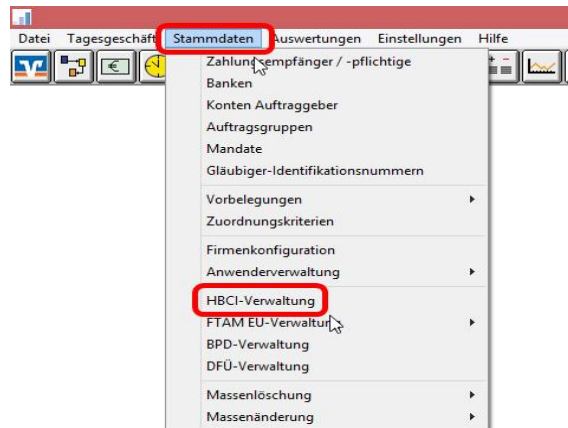 Datei Tagesgeschäft Stammdaten Auswertungen Einstellungen Hilfe
Zahlungsempfänger / -pflichtige
Banken
Konten Auftraggeber
Auftragsgruppen
Mandate
Gläubiger-Identifikationsnummern
Vorbelegungen
Zuordnungskriterien
Firmenkonfiguration
Anwenderverwaltung
HBCI-Verwaltung
FTAM EU-Verwaltung
BPD-Verwaltung
DFÜ-Verwaltung
Massenlöschung
Massenänderung